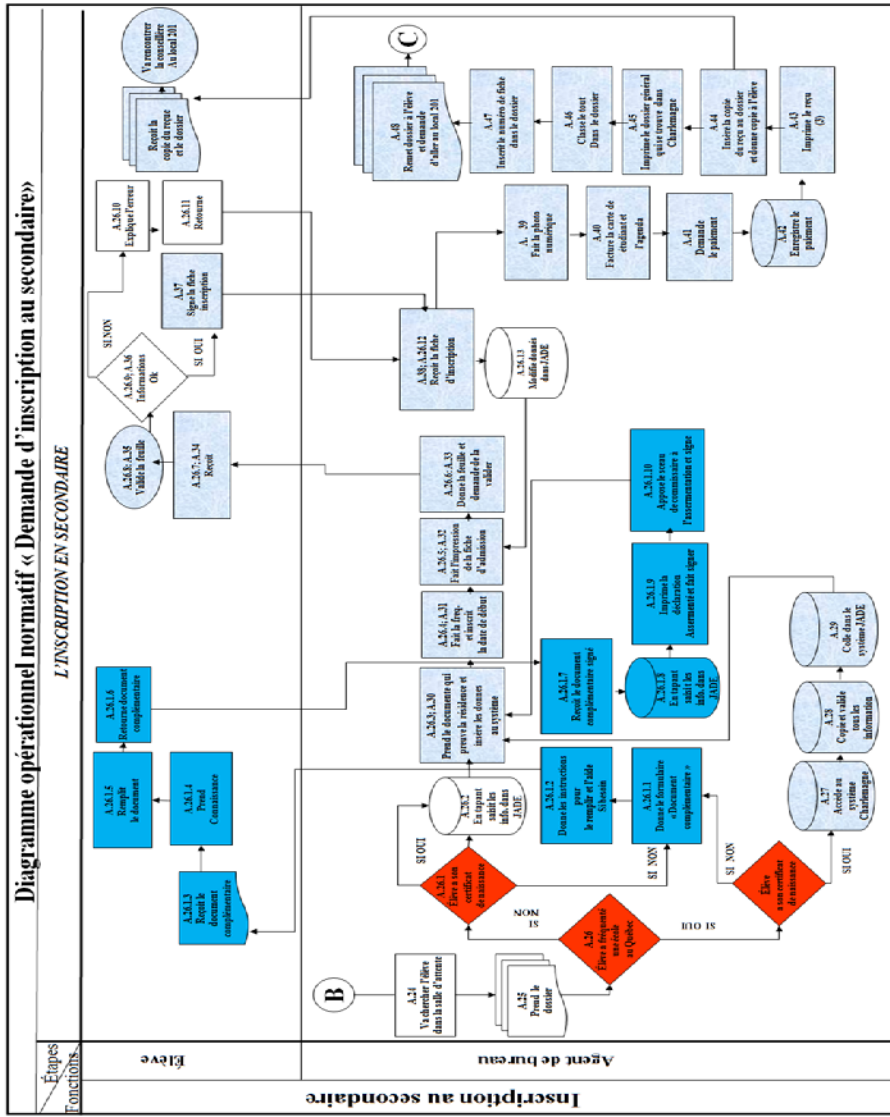 Diagramme opérationnel normatif « Demande d'inscription au secondaire»
Étapes
Fonctions
L'INSCRIPTION EN SECONDAIRE
Inscription au secondaire
Élève
Agent de bureau
A.26.1.3
Reçoit le
document
complémentaire
A.26.1.4
Prend
Connaissance
A.26.1.5
Remplir
le document
A.26.1.6
Retourne document
complémentaire
A.26.7; A.34
Reçoit
A.26.8; A.35
Valide la feuille
A.26.9; A.36
Informations
Ok
SI NON
SI OUI
A.26.10
Explique l'erreur
A.26.11
Retourne
A.37
Signe la fiche
inscription
Reçoit la
copie du reçue
et le dossier
Va rencontrer
la conseillère
Au local 201
B
A.24
Va chercher l'élève
dans la salle d'attente
A.25
Prend le
dossier
A.26
Élève a fréquenté
une école
au Québec
SI
NON
SI OUI
A.26.1
Élève a son
certificat
de naissance
SI OUI
SI NON
Élève
a son certificat
de naissance
SI NON
SI OUI
A.26.2
En tapant
sahit les
info. dans
JADE
A.26.1.2
Donne les instructions
pour
le remplir et l'aide
Si besoin
A.26.1.1
Donne le formulaire
«Document
complémentaire »
A.27
Accède au
système
Charlemagne
A.28
Copie et valide
tous les
information
A.29
Colle dans le
système JADE
A.26.3; A.30
Prend le documente qui
preuve la résidence et
insère les donnes
au système
A.26.4; A.31
Fait la freq.
et inscrit
la date de début
A.26.5; A.32
Fait l'impression
de la fiche
d'admission
A.26.6; A.33
Donne la feuille et
demande de la
valider
A.26.1.7
Reçoit le document
complémentaire signé
A.26.1.8
En tapant
sahit les
info. dans
JADE
A.26.1.9
Imprime la
déclaration
Assermenté et fait signer
A.26.1.10
Appose le sceau
de commissaire à
l'assermentation et signe
A.38; A.26.12
Reçoit la fiche
d'inscription
A.26.13
Modifie donnés
dans JADE
A. 39
Fait la photo
numérique
A.40
Facture la carte de
étudiant et
l'agenda
A.41
Demande
le paiement
A.42
Enregistre le
paiement
A.43
Imprime le reçu
(3)
A.44
Insère la copie
du reçu au dossier
et donne copie à l'élève
A.45
Imprime le dossier général
qui se trouve dans
Charlemagne
A.46
Classe le tout
Dans le dossier
A.47
Inscrit le numéro de fiche
dans le dossier
A.48
Remet dossier à l'élève
et demande
d'aller au local 201
C